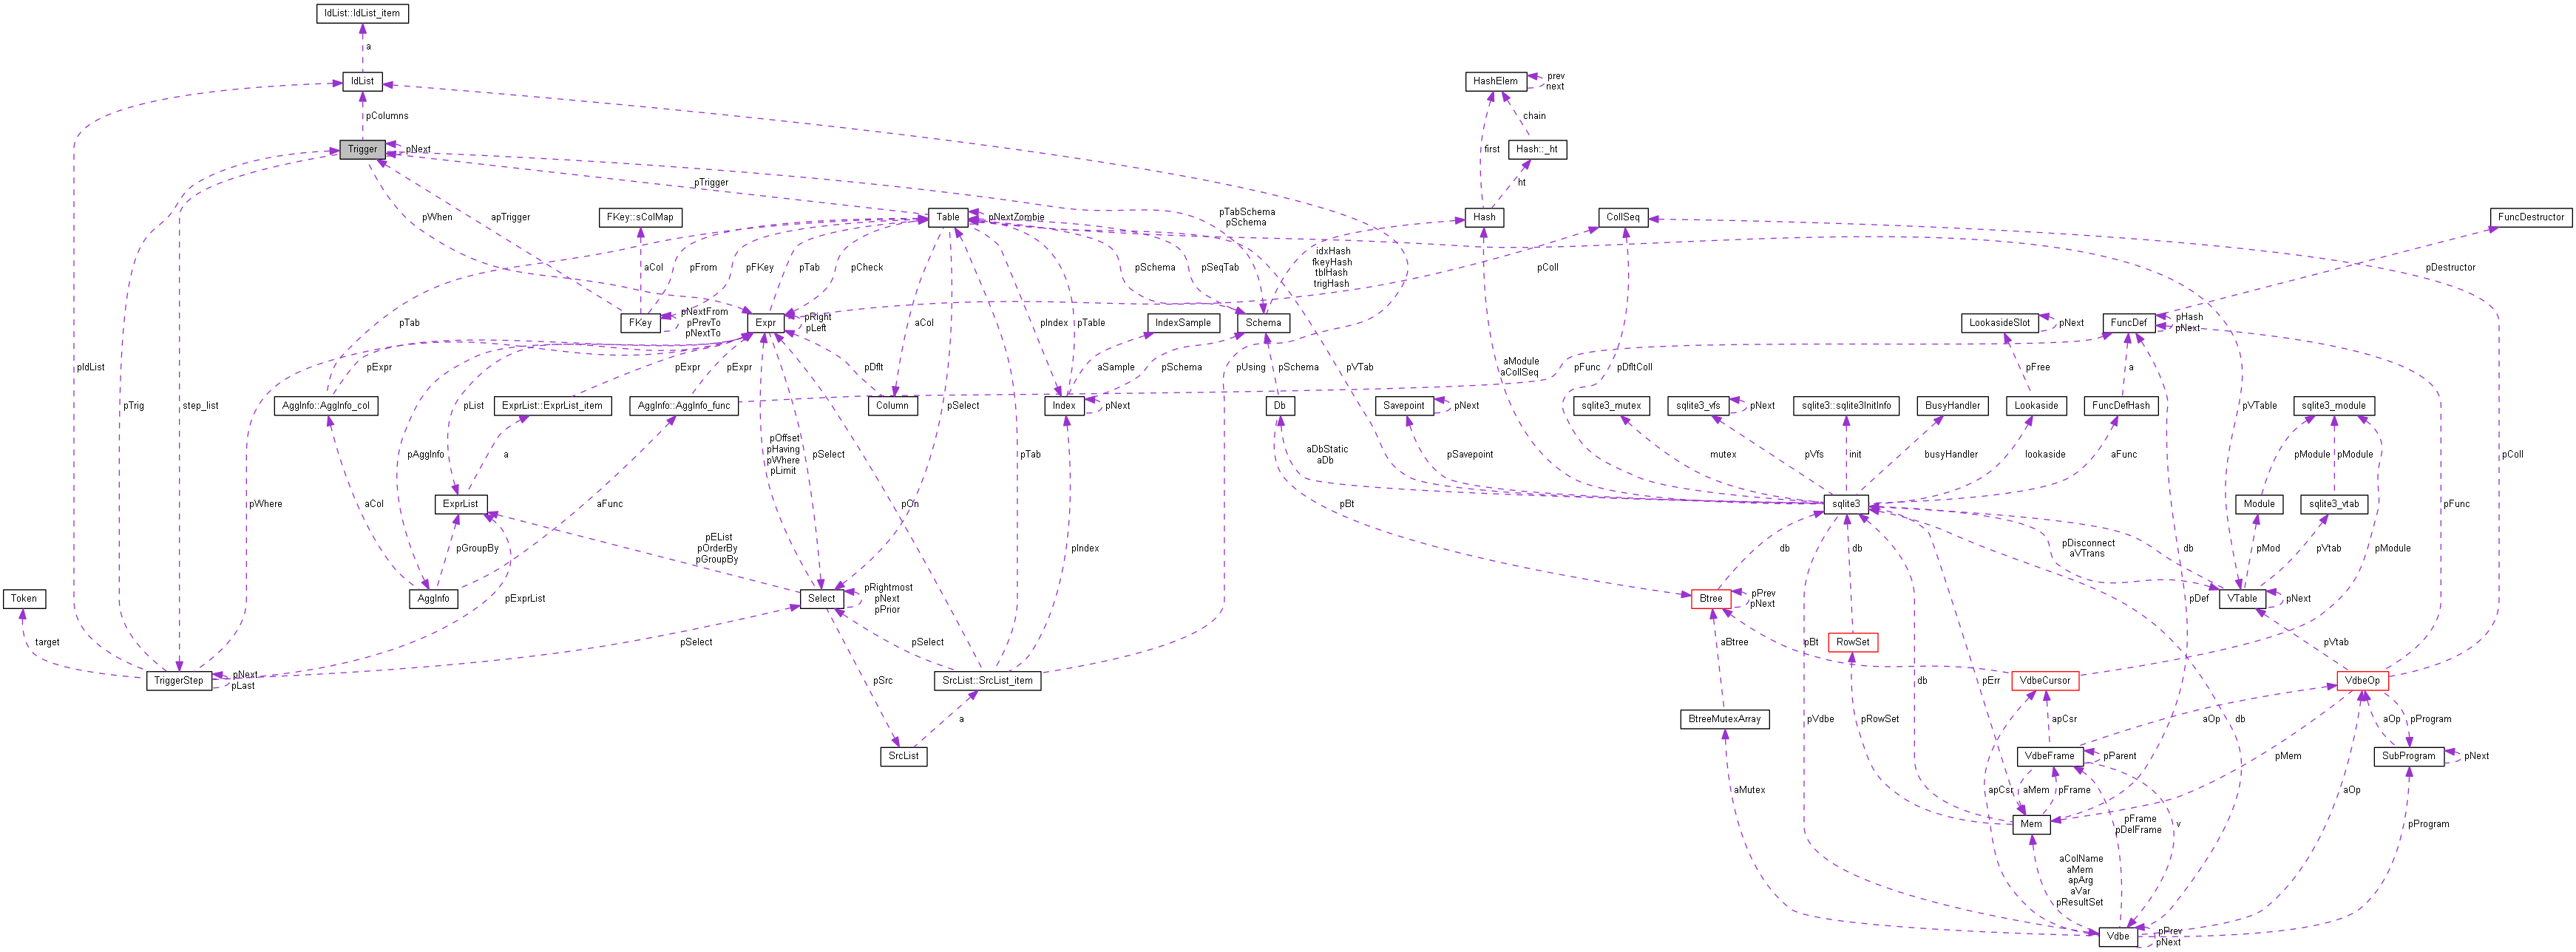 IdList::IdList_item
a
IdList
HashElem
prev
next
pColumns
chain
Trigger
pNext
first
Hash::_ht
pTrigger
ht
FKey::sColMap
Table
pNextZombie
pTabSchema
pSchema
Hash
CollSeq
FuncDestructor
pWhen
apTrigger
aCol
pFrom
pFKey
pTab
pCheck
pSchema
pSeqTab
idxHash
fkeyHash
tblHash
trigHash
pColl
pDestructor
pTab
FKey
pNextFrom
pPrevTo
pNextTo
Expr
pRight
pLeft
aCol
pIndex
pTable
IndexSample
Schema
LookasideSlot
pNext
FuncDef
pHash
pNext
pIdList
pTrig
step_list
pExpr
pExpr
pExpr
pDflt
aSample
pSchema
pUsing
pSchema
pVTab
aModule
aCollSeq
pDfltColl
pFunc
pFree
a
pVTable
AggInfo::AggInfo_col
ExprList::ExprList_item
AggInfo::AggInfo_func
Column
Index
pNext
Db
Savepoint
pNext
sqlite3_mutex
sqlite3_vfs
pNext
sqlite3::sqlite3InitInfo
BusyHandler
Lookaside
FuncDefHash
sqlite3_module
pList
pWhere
pAggInfo
a
pOffset
pHaving
pWhere
pLimit
pSelect
pSelect
pTab
aDbStatic
aDb
pSavepoint
mutex
pVfs
init
busyHandler
lookaside
aFunc
pModule
pModule
pColl
aCol
ExprList
aFunc
pOn
pBt
sqlite3
Module
sqlite3_vtab
pFunc
pGroupBy
pEList
pOrderBy
pGroupBy
pIndex
db
db
pDisconnect
aVTrans
db
pMod
pVtab
pModule
Token
AggInfo
pExprList
Select
pRightmost
pNext
pPrior
Btree
pPrev
pNext
pDef
VTable
pNext
target
pSelect
pSelect
aBtree
pBt
RowSet
pVtab
TriggerStep
pNext
pLast
pSrc
SrcList::SrcList_item
db
pErr
VdbeCursor
VdbeOp
a
BtreeMutexArray
pVdbe
pRowSet
apCsr
aOp
db
aOp
pProgram
SrcList
VdbeFrame
pParent
pMem
SubProgram
pNext
aMutex
apCsr
aMem
pFrame
aOp
Mem
pFrame
pDelFrame
v
pProgram
aColName
aMem
apArg
aVar
pResultSet
Vdbe
pPrev
pNext